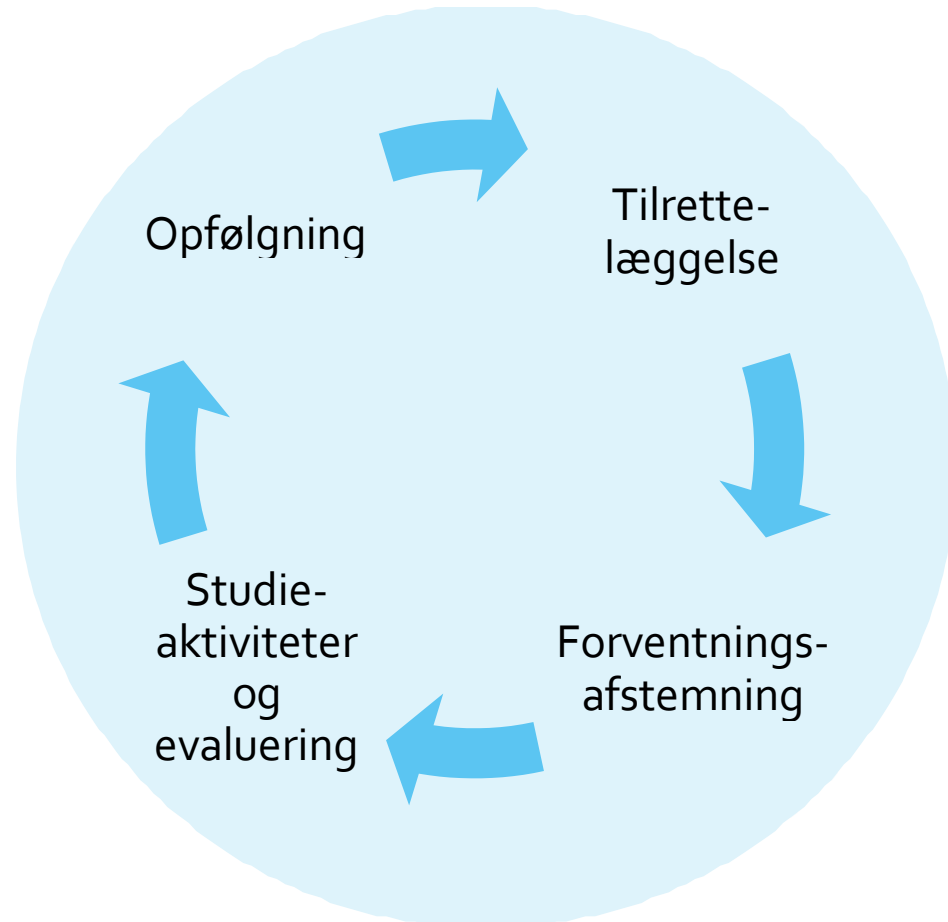 Opfølgning
Tilrette-
læggelse
Forventnings-
afstemning
Studie-
aktiviteter
og
evaluering